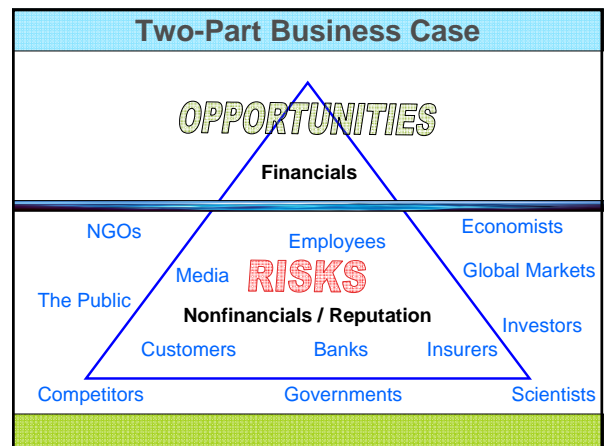 Two-Part Business Case
OPPORTUNITIES
Financials
NGOs
Economists
Employees
Media
RISKS
Global Markets
The Public
Nonfinancials / Reputation
Investors
Customers
Banks
Insurers
Competitors
Governments
Scientists